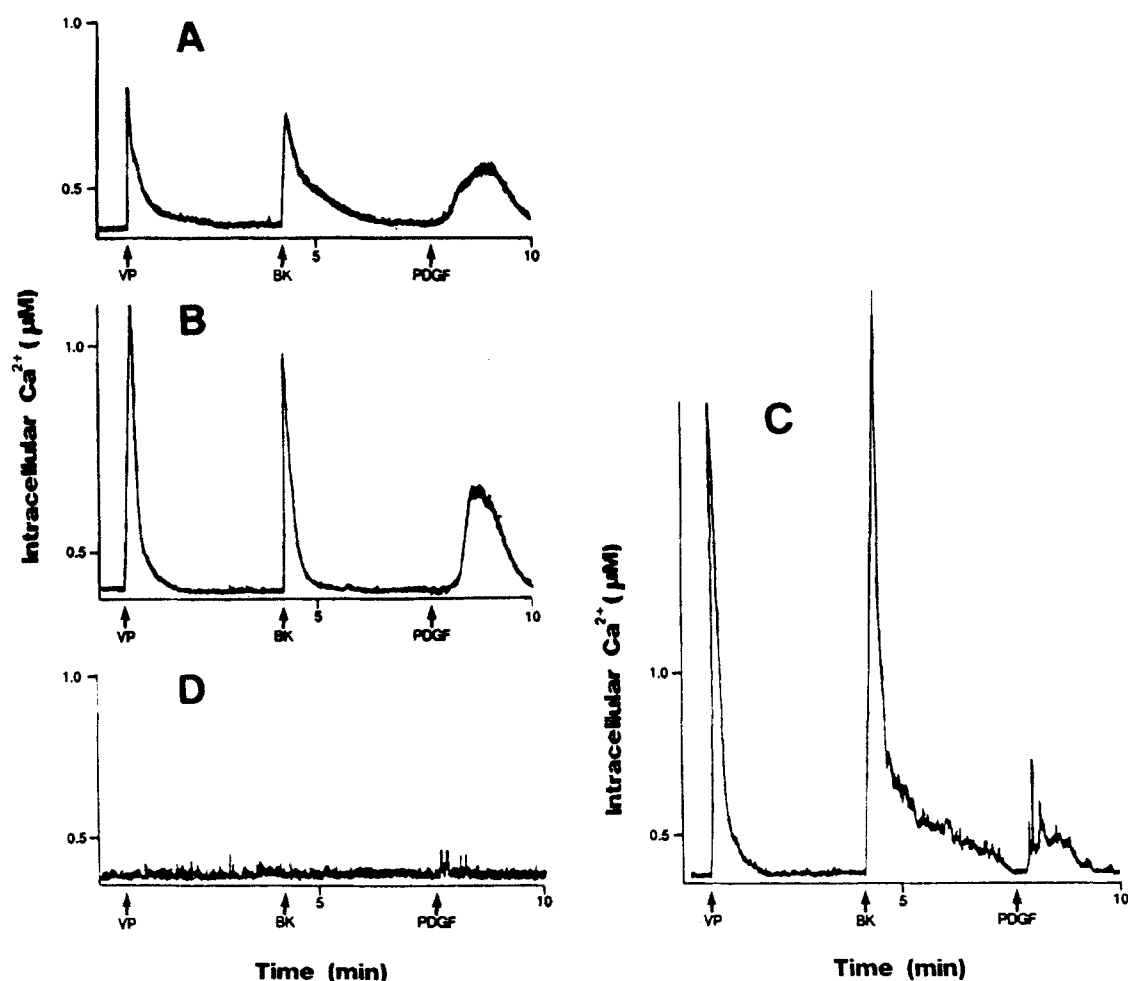 A
1.0
0.5
5
10
VP
BK
PDGF
B
1.0
0.5
5
10
VP
BK
PDGF
Intracellular Ca2+ (μM)
D
1.0
0.5
5
10
VP
BK
PDGF
Time (min)
C
1.0
0.5
5
10
VP
BK
PDGF
Intracellular Ca2+ (μM)
Time (min)